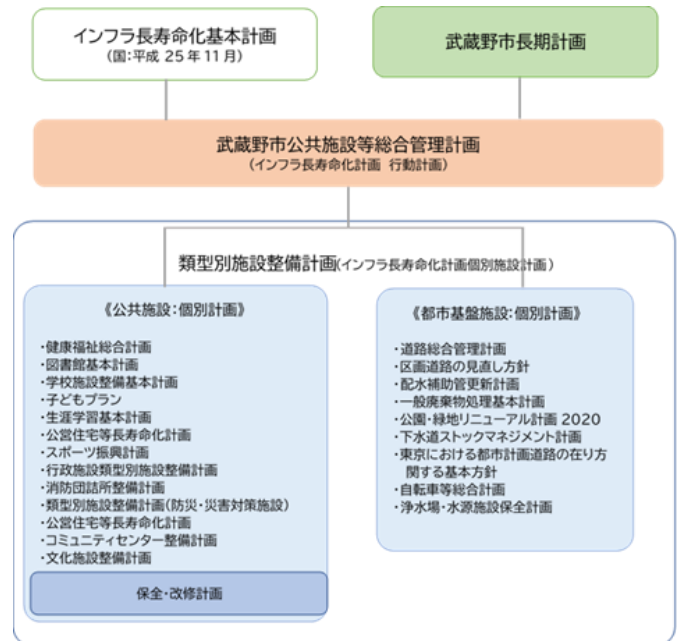 インフラ長寿命化基本計画
(国:平成 25 年 11 月)
武蔵野市長期計画
武蔵野市公共施設等総合管理計画
(インフラ長寿命化計画 行動計画)
類型別施設整備計画(インフラ長寿命化計画個別施設計画)
《公共施設:個別計画》
・健康福祉総合計画
・図書館基本計画
・学校施設整備基本計画
・子どもプラン
・生涯学習基本計画
・公営住宅等長寿命化計画
・スポーツ振興計画
・行政施設類型別施設整備計画
・消防団詰所整備計画
・類型別施設整備計画(防災・災害対策施設)
・公営住宅等長寿命化計画
・コミュニティセンター整備計画
・文化施設整備計画
保全・改修計画
《都市基盤施設:個別計画》
・道路総合管理計画
・区画道路の見直し方針
・配水補助管更新計画
・一般廃棄物処理基本計画
・公園・緑地リニューアル計画 2020
・下水道ストックマネジメント計画
・東京における都市計画道路の在り方
関する基本方針
・自転車等総合計画
・浄水場・水源施設保全計画